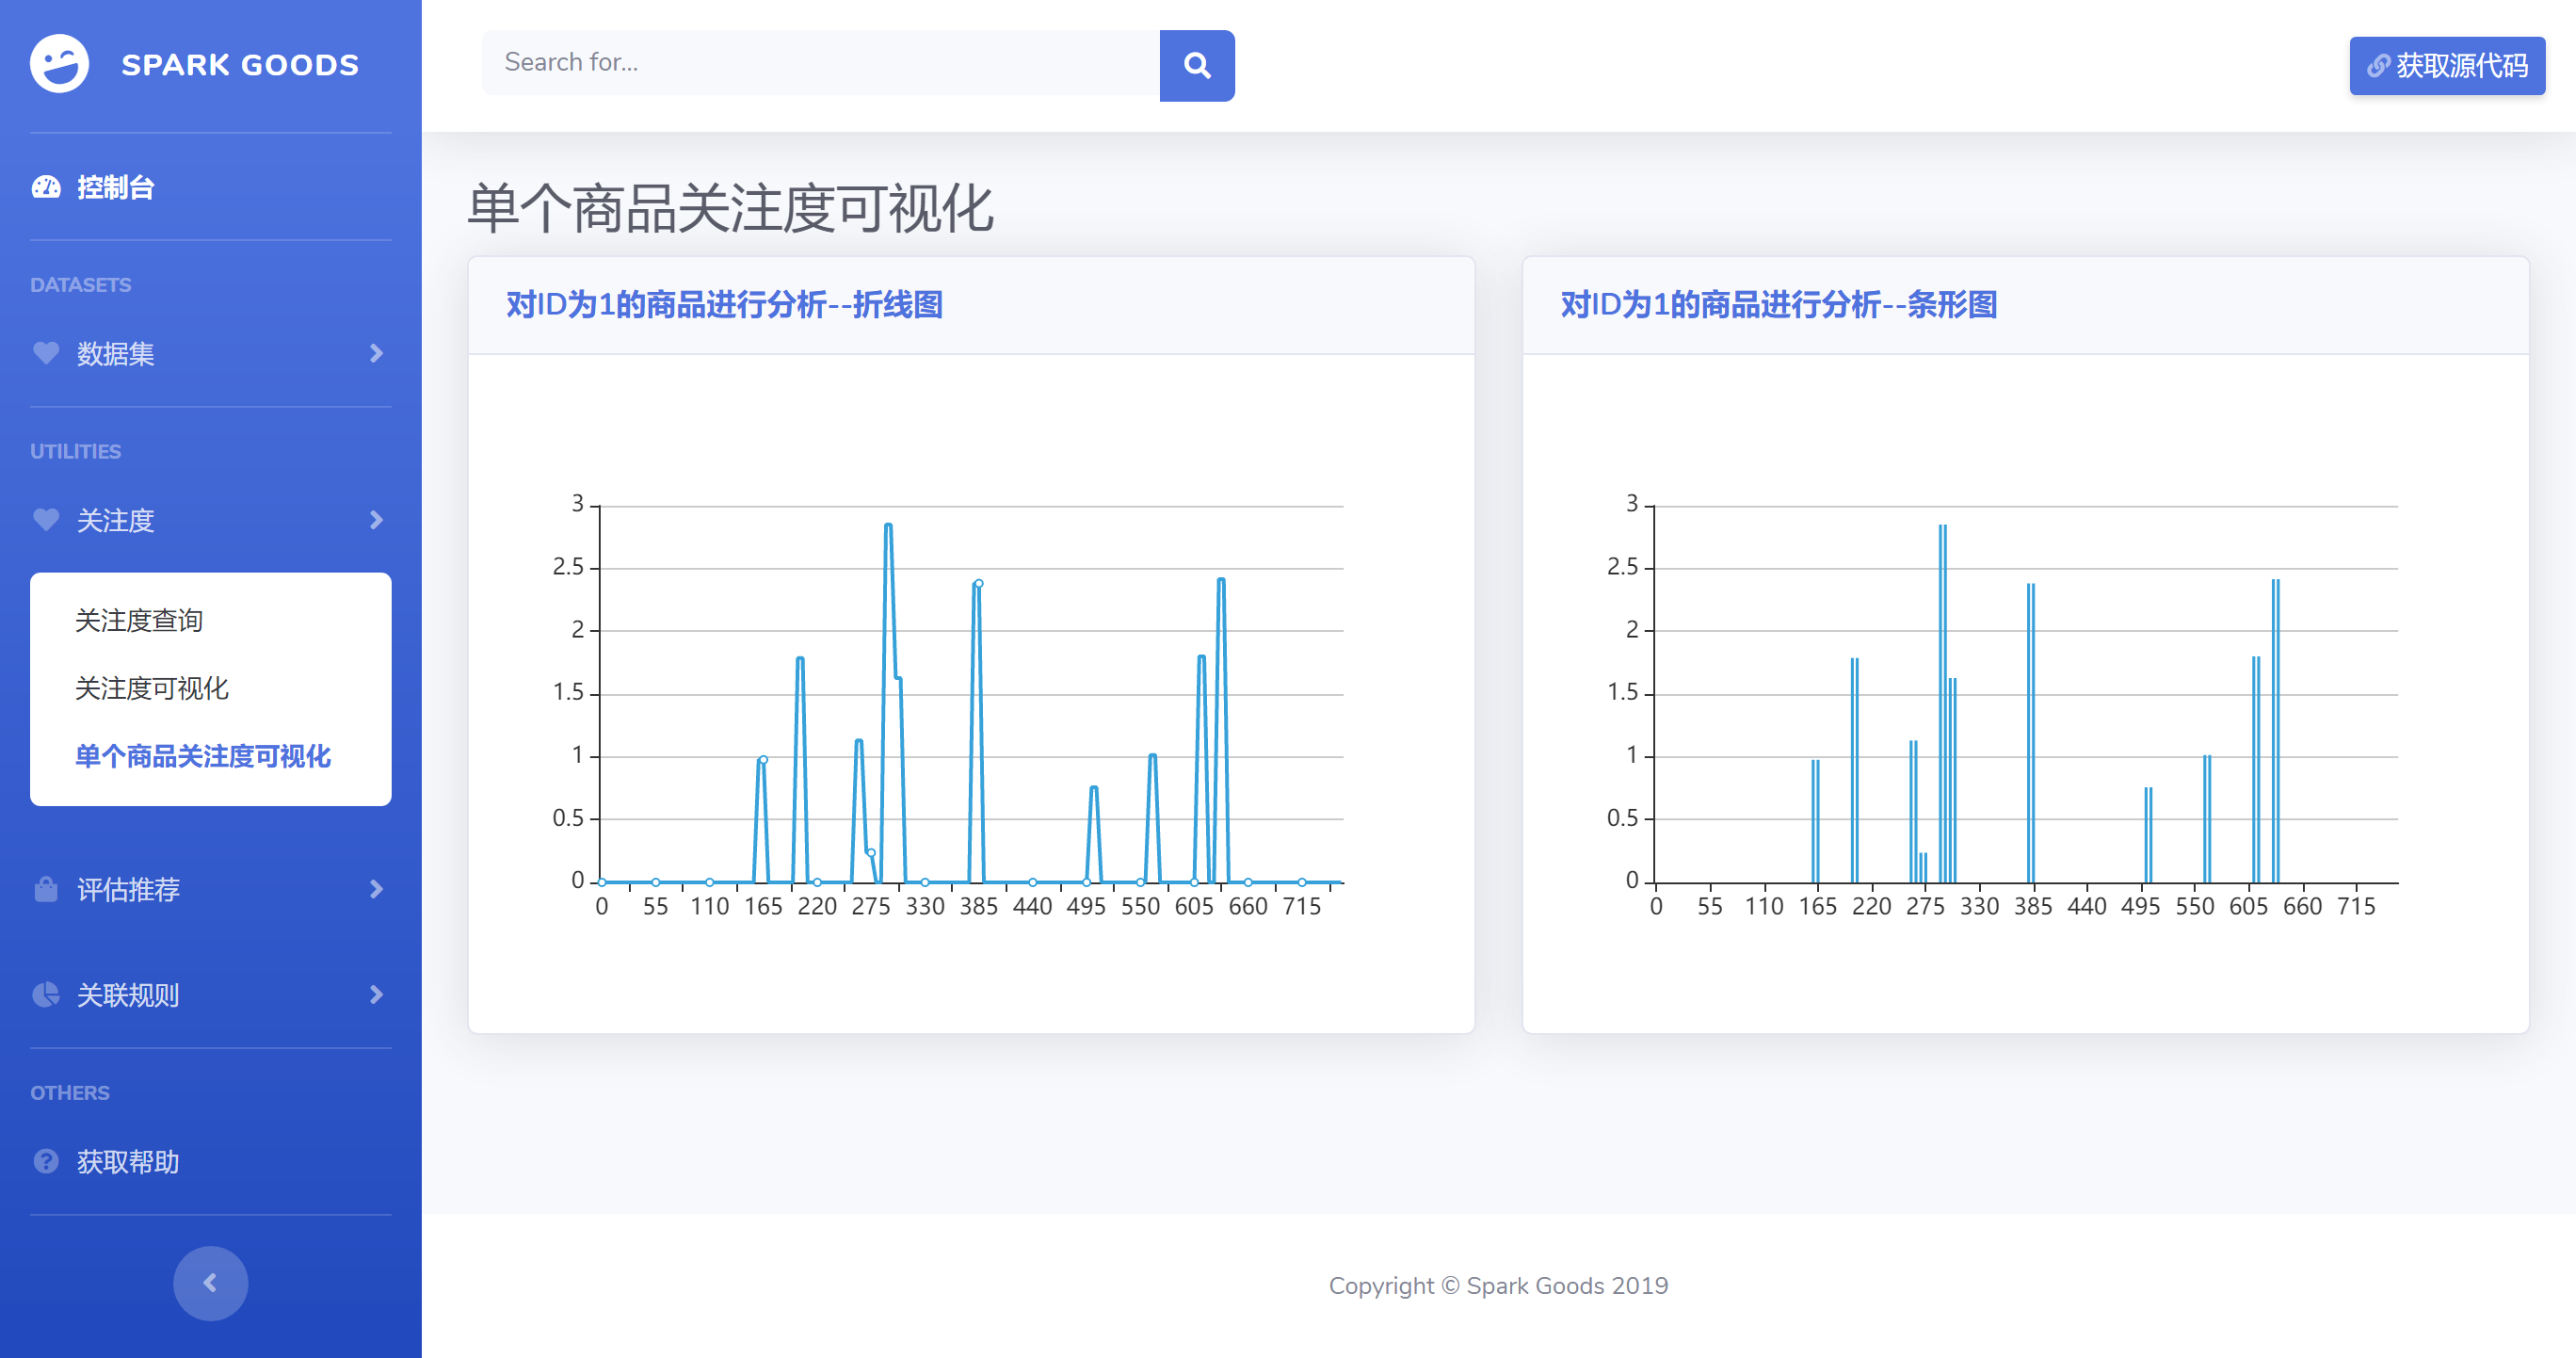 SPARK GOODS
Search for...
获取源代码
控制台
DATASETS
数据集
UTILITIES
关注度
关注度查询
关注度可视化
单个商品关注度可视化
评估推荐
关联规则
OTHERS
获取帮助
单个商品关注度可视化
对ID为1的商品进行分析--折线图
3
2.5
2
1.5
1
0.5
0
0 55 110 165 220 275 330 385 440 495 550 605 660 715
对ID为1的商品进行分析--条形图
3
2.5
2
1.5
1
0.5
0
0 55 110 165 220 275 330 385 440 495 550 605 660 715
Copyright © Spark Goods 2019